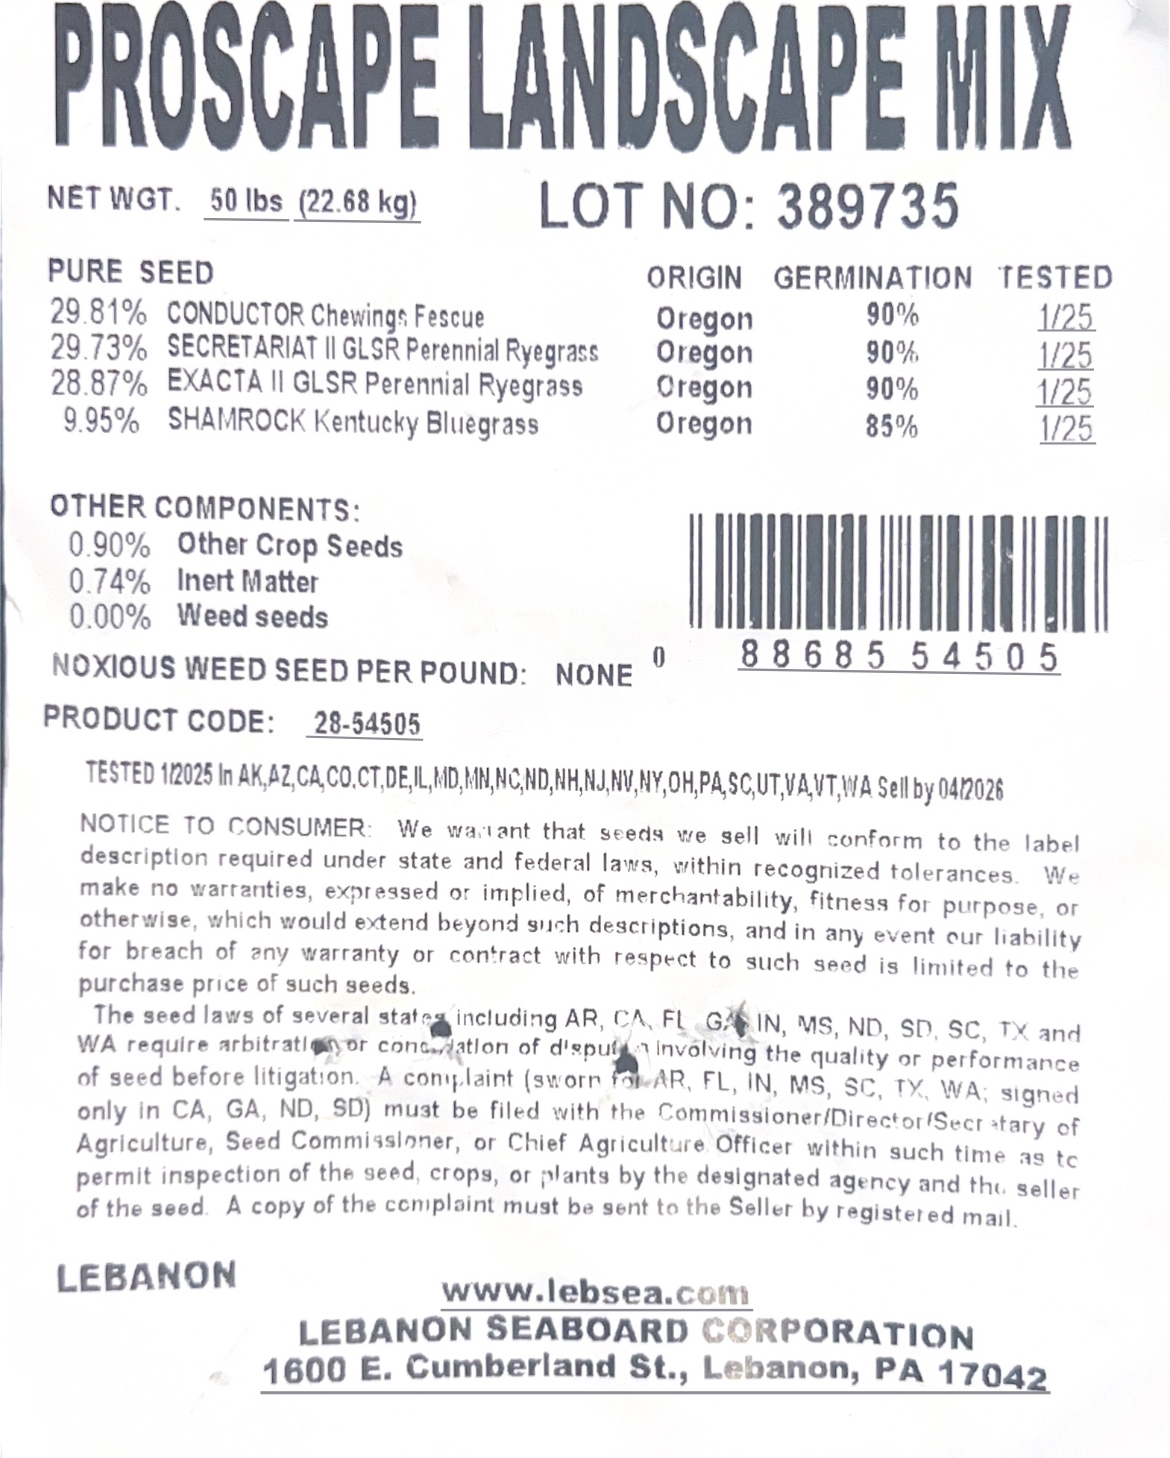 PROSCAPE LANDSCAPE MIX
NET WGT. 50 lbs (22.68 kg) LOT NO: 389735
PURE SEED ORIGIN GERMINATION TESTED
29.81% CONDUCTOR Chewings Fescue Oregon 90% 1/25
29.73% SECRETARIAT II GLSR Perennial Ryegrass Oregon 90% 1/25
28.87% EXACTA II GLSR Perennial Ryegrass Oregon 90% 1/25
9.95% SHAMROCK Kentucky Bluegrass Oregon 85% 1/25
OTHER COMPONENTS:
0.90% Other Crop Seeds
0.74% Inert Matter
0.00% Weed seeds
NOXIOUS WEED SEED PER POUND: NONE
0 88685 54505
PRODUCT CODE: 28-54505
TESTED 1/2025 In AK,AZ,CA,CO,CT,DE,IL,MD,MN,NC,ND,NH,NJ,NV,NY,OH,PA,SC,UT,VA,VT,WA Sell by 04/2026
NOTICE TO CONSUMER: We warrant that seeds we sell will conform to the label
description required under state and federal laws, within recognized tolerances. We
make no warranties, expressed or implied, of merchantability, fitness for purpose, or
otherwise, which would extend beyond such descriptions, and in any event our liability
for breach of any warranty or contract with respect to such seed is limited to the
purchase price of such seeds.
The seed laws of several states including AR, CA, FL, GA, IN, MS, ND, SD, SC, TX and
WA require arbitration or conciliation of disputes involving the quality or performance
of seed before litigation. A complaint (sworn for AR, FL, IN, MS, SC, TX, WA; signed
only in CA, GA, ND, SD) must be filed with the Commissioner/Director/Secretary of
Agriculture, Seed Commissioner, or Chief Agriculture Officer within such time as to
permit inspection of the seed, crops, or plants by the designated agency and the seller
of the seed. A copy of the complaint must be sent to the Seller by registered mail.
LEBANON
www.lebsea.com
LEBANON SEABOARD CORPORATION
1600 E. Cumberland St., Lebanon, PA 17042